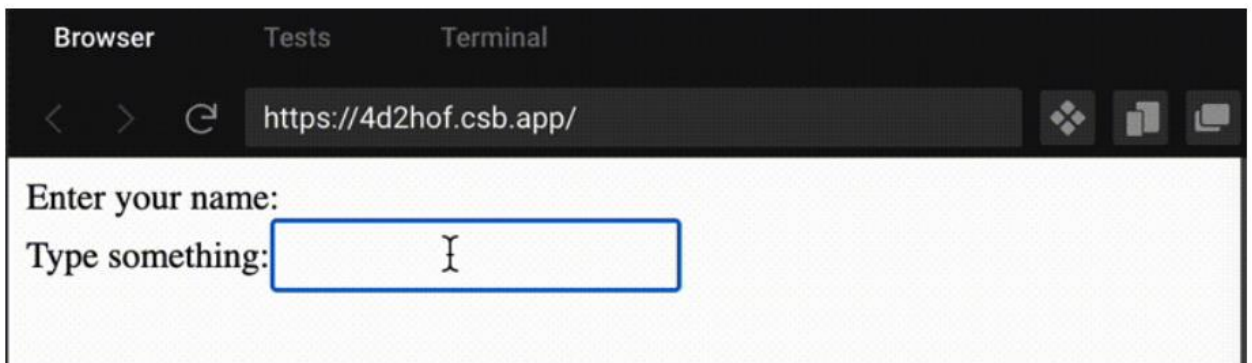 Browser Tests Terminal
https://4d2hof.csb.app/
Enter your name:
Type something: